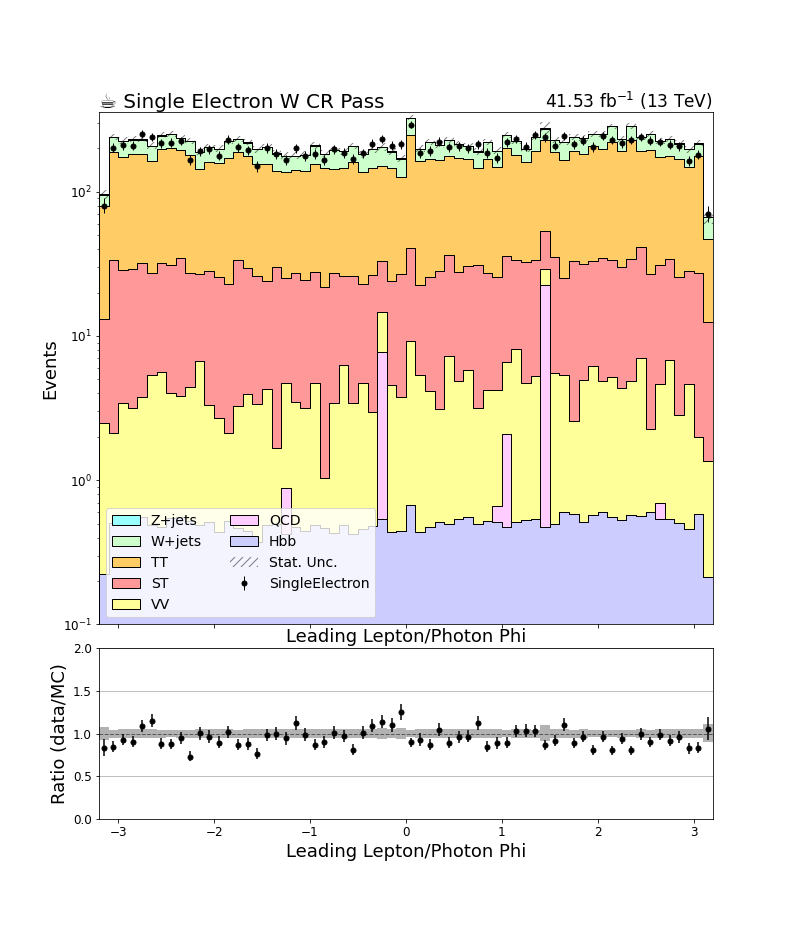 ☕ Single Electron W CR Pass
41.53 fb⁻¹ (13 TeV)
Events
10²
10¹
10⁰
10⁻¹
Z+jets
W+jets
TT
ST
VV
QCD
Hbb
Stat. Unc.
SingleElectron
Leading Lepton/Photon Phi
Ratio (data/MC)
2.0
1.5
1.0
0.5
0.0
−3 −2 −1 0 1 2 3
Leading Lepton/Photon Phi